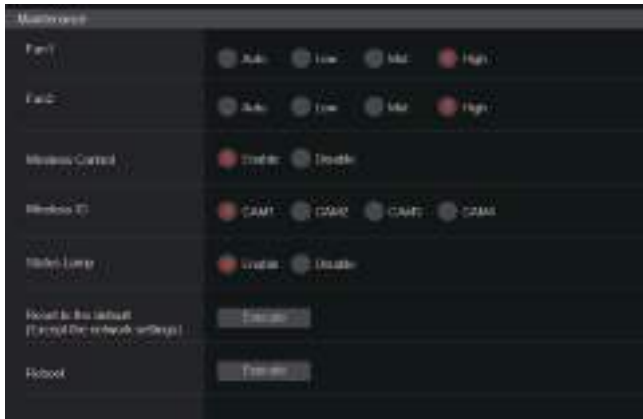 Maintenance
Fan1
Auto Low Mid High
Fan2
Auto Low Mid High
Wireless Control
Enable Disable
Wireless ID
CAM1 CAM2 CAM3 CAM4
Status Lamp
Enable Disable
Reset to the default
(Except the network settings)
Execute
Reboot
Execute